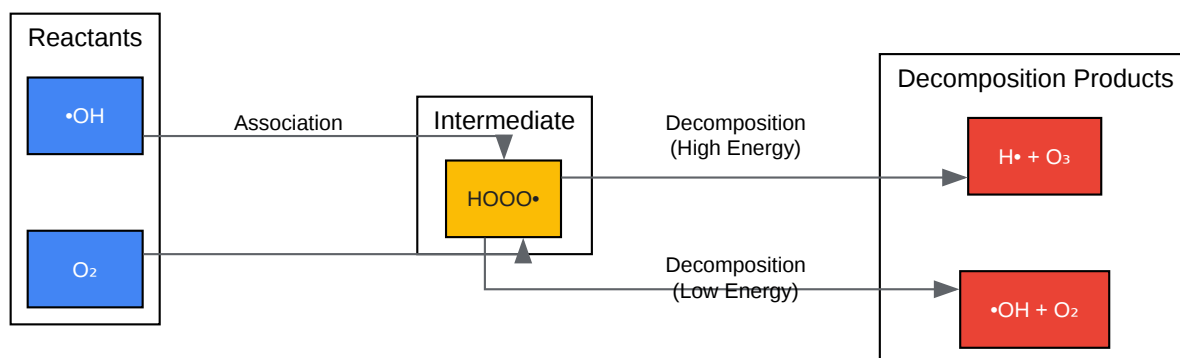 Reactants
•OH
O₂
Association
Intermediate
HOOO•
Decomposition
(High Energy)
Decomposition
(Low Energy)
Decomposition Products
H• + O₃
•OH + O₂